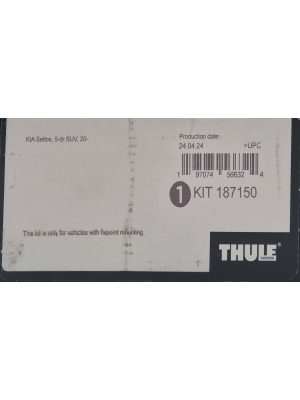 KIA Seltos, 5-dr SUV, 20-
Production date:
24.04.24 >UPC
1 97074 56632 4
1 KIT 187150
This kit is only for vehicles with fixpoint mounting.
THULE
SWEDEN